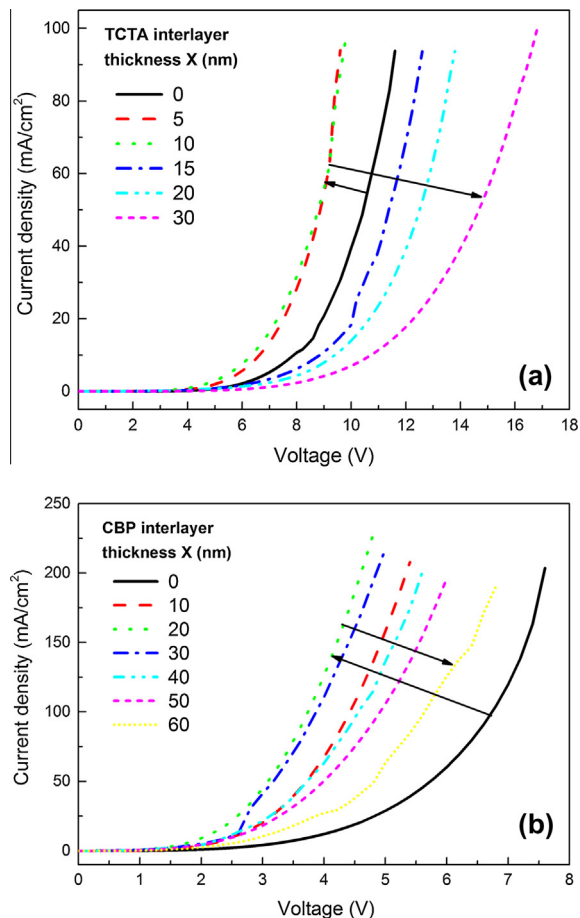 TCTA interlayer
thickness X (nm)
0
5
10
15
20
30
100
80
60
40
20
0
Current density (mA/cm²)
0 2 4 6 8 10 12 14 16 18
Voltage (V)
(a)
CBP interlayer
thickness X (nm)
0
10
20
30
40
50
60
250
200
150
100
50
0
Current density (mA/cm²)
0 1 2 3 4 5 6 7 8
Voltage (V)
(b)